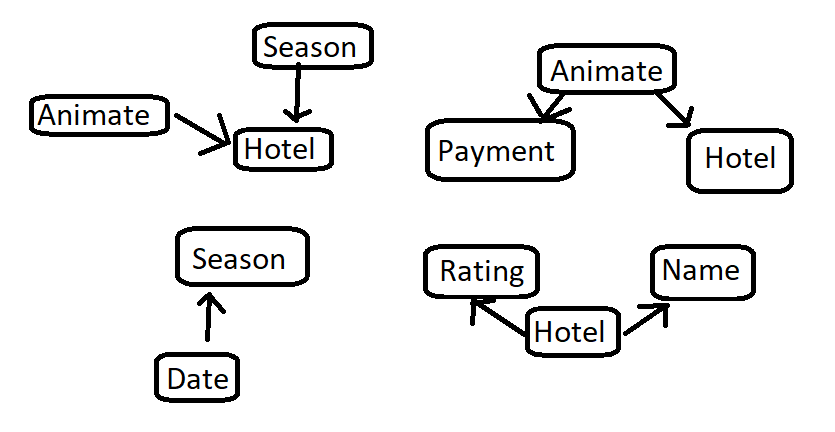 Season
Animate
Hotel
Animate
Payment
Hotel
Season
Date
Rating
Name
Hotel